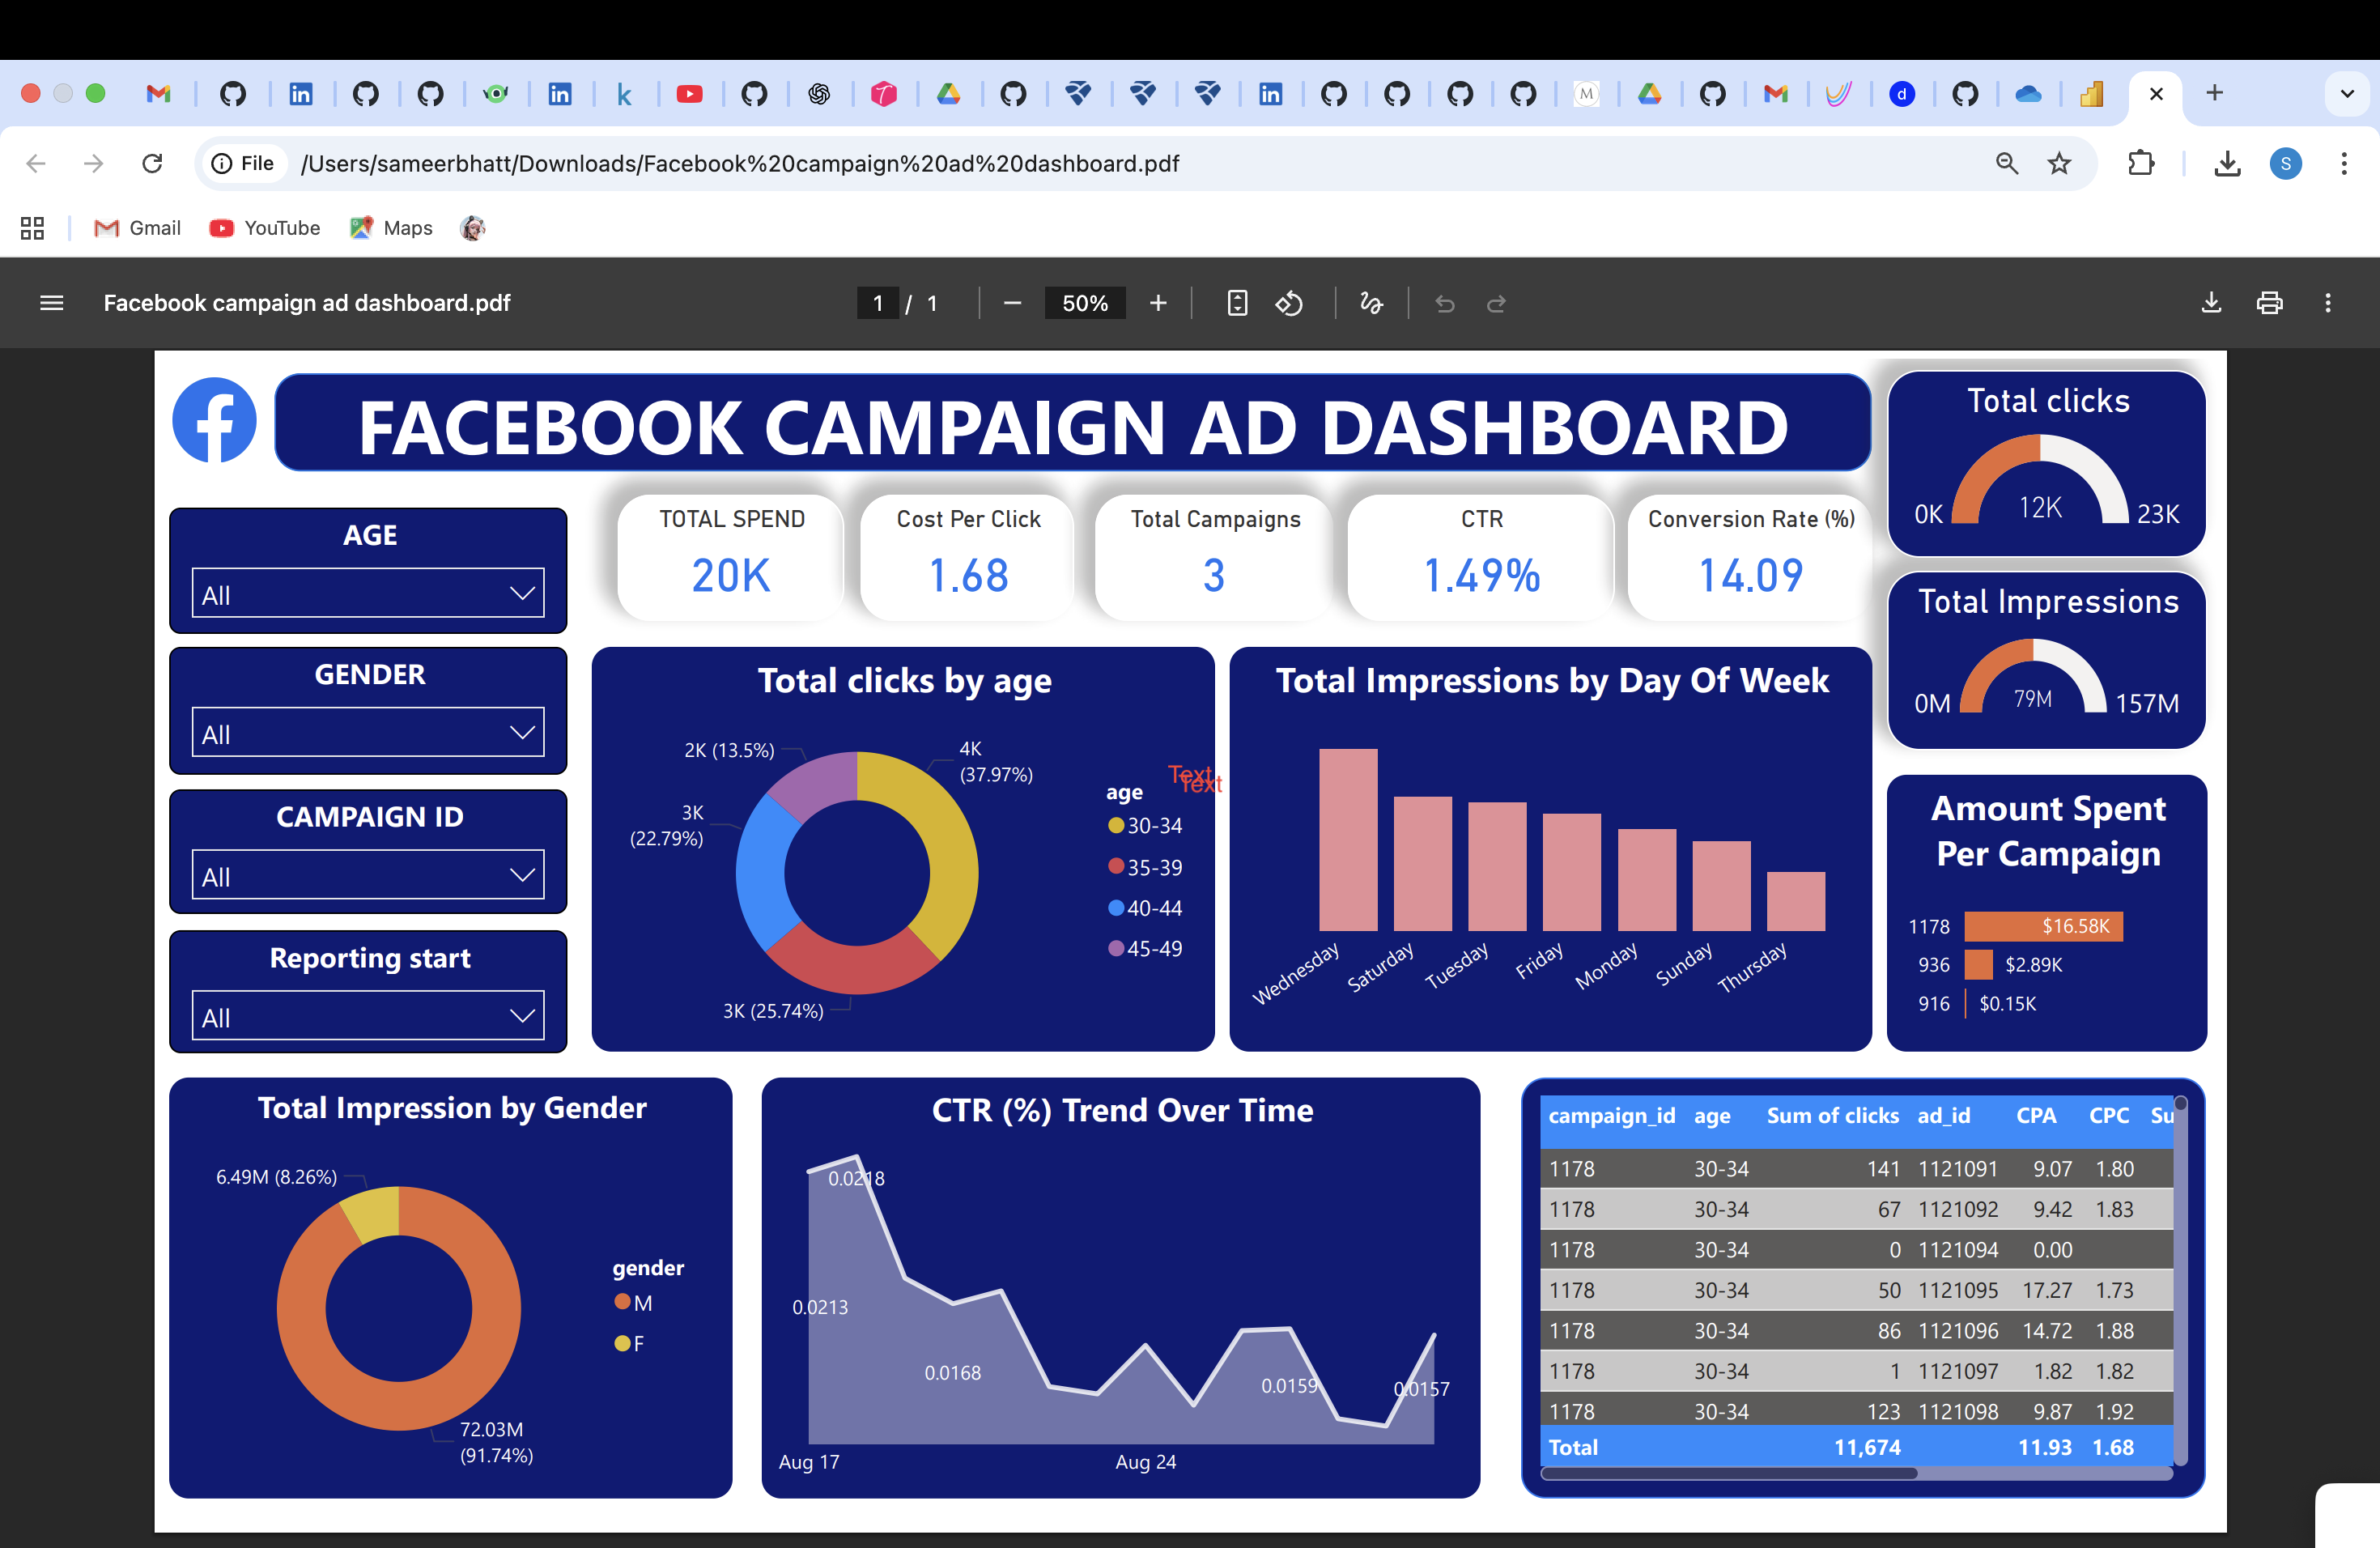 File
/Users/sameerbhatt/Downloads/Facebook%20campaign%20ad%20dashboard.pdf
S
Gmail
YouTube
Maps
Facebook campaign ad dashboard.pdf
1 / 1
50%
FACEBOOK CAMPAIGN AD DASHBOARD
Total clicks
0K
12K
23K
AGE
All
TOTAL SPEND
20K
Cost Per Click
1.68
Total Campaigns
3
CTR
1.49%
Conversion Rate (%)
14.09
Total Impressions
0M
79M
157M
GENDER
All
CAMPAIGN ID
All
Reporting start
All
Total clicks by age
2K (13.5%)
4K
(37.97%)
3K
(22.79%)
3K (25.74%)
Text
Text
age
30-34
35-39
40-44
45-49
Total Impressions by Day Of Week
Wednesday
Saturday
Tuesday
Friday
Monday
Sunday
Thursday
Amount Spent
Per Campaign
1178 $16.58K
936 $2.89K
916 $0.15K
Total Impression by Gender
6.49M (8.26%)
72.03M
(91.74%)
gender
M
F
CTR (%) Trend Over Time
0.0218
0.0213
0.0168
0.0159
0.0157
Aug 17
Aug 24
campaign_id age Sum of clicks ad_id CPA CPC Su
1178 30-34 141 1121091 9.07 1.80
1178 30-34 67 1121092 9.42 1.83
1178 30-34 0 1121094 0.00
1178 30-34 50 1121095 17.27 1.73
1178 30-34 86 1121096 14.72 1.88
1178 30-34 1 1121097 1.82 1.82
1178 30-34 123 1121098 9.87 1.92
Total 11,674 11.93 1.68